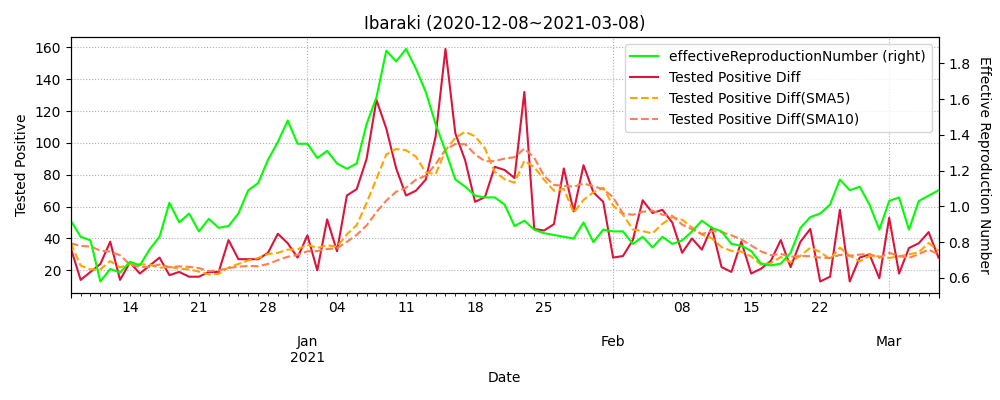 Ibaraki (2020-12-08~2021-03-08)
effectiveReproductionNumber (right)
Tested Positive Diff
Tested Positive Diff(SMA5)
Tested Positive Diff(SMA10)
Tested Positive
160
140
120
100
80
60
40
20
1.8
1.6
1.4
1.2
1.0
0.8
0.6
Effective Reproduction Number
14 21 28 04 11 18 25 08 15 22
Jan Feb Mar
2021
Date